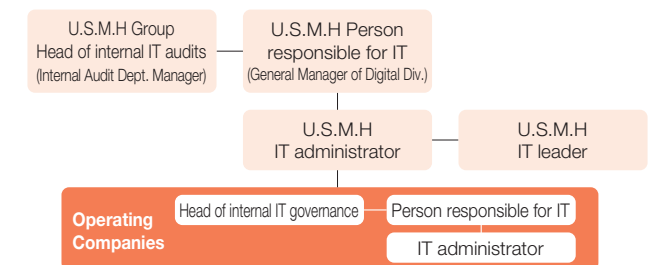 U.S.M.H Group
Head of internal IT audits
(Internal Audit Dept. Manager)
U.S.M.H Person
responsible for IT
(General Manager of Digital Div.)
U.S.M.H
IT administrator
U.S.M.H
IT leader
Operating
Companies
Head of internal IT governance
Person responsible for IT
IT administrator